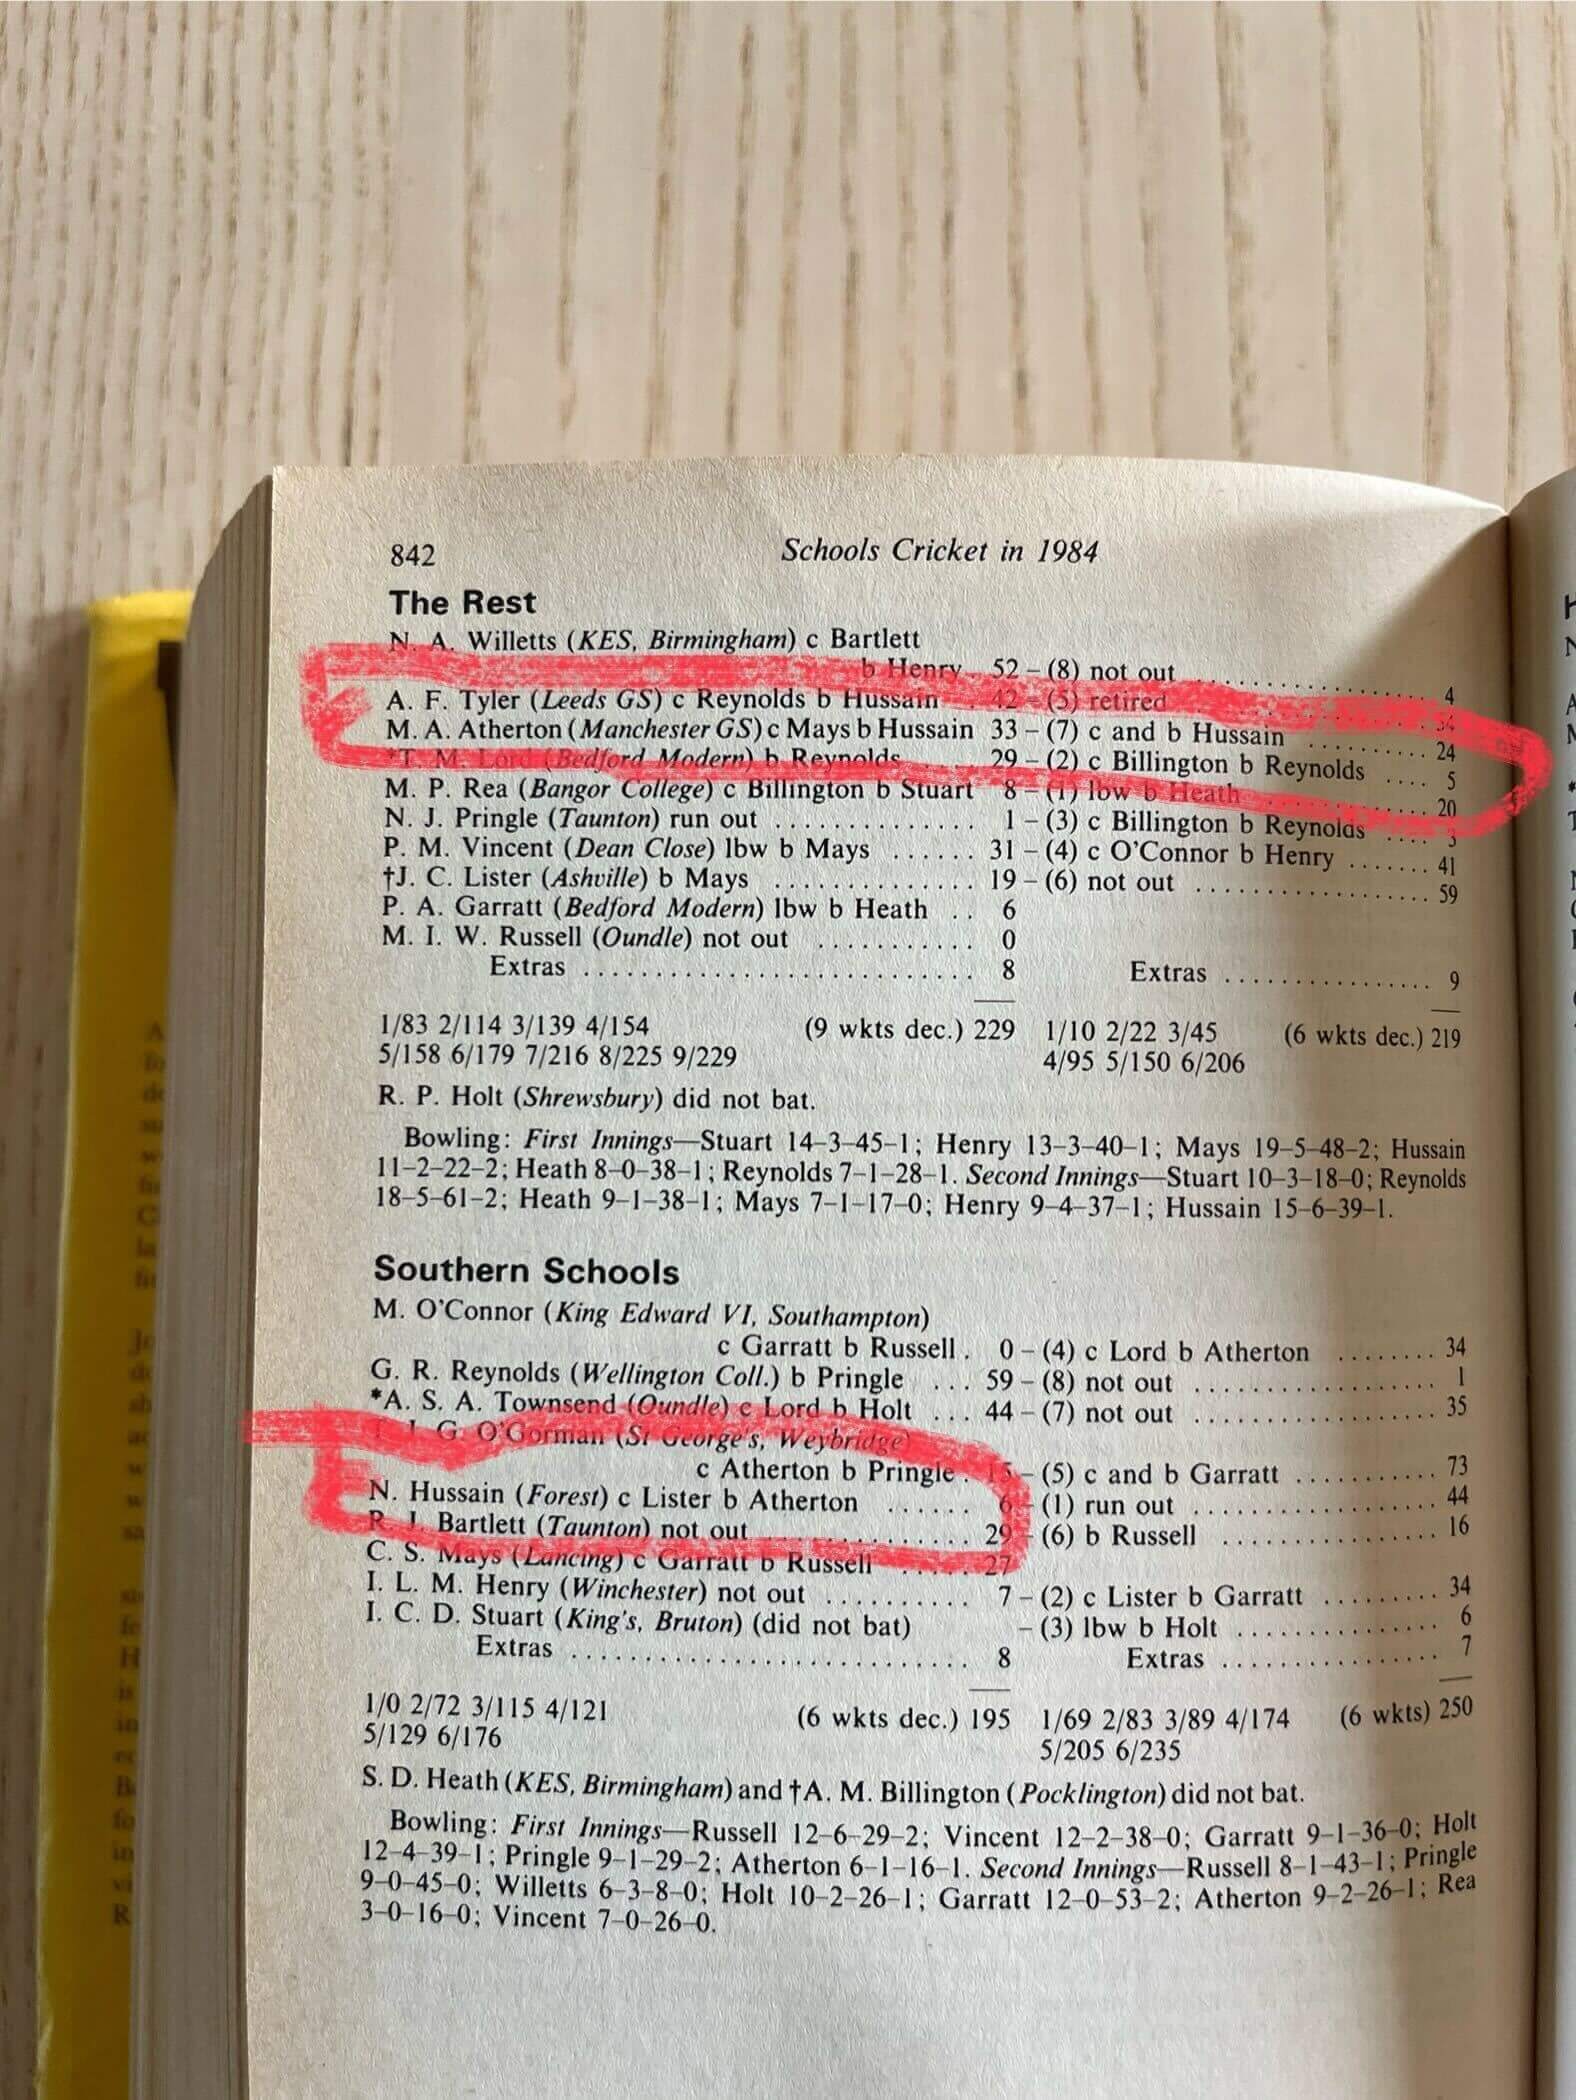 842 Schools Cricket in 1984
The Rest
N. A. Willetts (KES, Birmingham) c Bartlett
b Henry . 52 – (8) not out . . . . . . . . . . . . . . . . 4
A. F. Tyler (Leeds GS) c Reynolds b Hussain . 42 – (5) retired . . . . 54
M. A. Atherton (Manchester GS) c Mays b Hussain 33 – (7) c and b Hussain . . . . . . . . . 24
*T. M. Lord (Bedford Modern) b Reynolds . . . . . 29 – (2) c Billington b Reynolds . . . . 5
M. P. Rea (Bangor College) c Billington b Stuart 8 – (1) lbw b Heath . . . . . . . . . . . 20
N. J. Pringle (Taunton) run out . . . . . . . . . . . . . . 1 – (3) c Billington b Reynolds . . . . 3
P. M. Vincent (Dean Close) lbw b Mays . . . . . . 31 – (4) c O'Connor b Henry . . . . . . . 41
†J. C. Lister (Ashville) b Mays . . . . . . . . . . . . . . 19 – (6) not out . . . . . . . . . . . . . . . . 59
P. A. Garratt (Bedford Modern) lbw b Heath . . 6
M. I. W. Russell (Oundle) not out . . . . . . . . . . . 0
Extras . . . . . . . . . . . . . . . . . . . . . . . . . . . 8 Extras . . . . . . . . . . . . . . . . 9
1/83 2/114 3/139 4/154 (9 wkts dec.) 229 1/10 2/22 3/45 (6 wkts dec.) 219
5/158 6/179 7/216 8/225 9/229 4/95 5/150 6/206
R. P. Holt (Shrewsbury) did not bat.
Bowling: First Innings—Stuart 14–3–45–1; Henry 13–3–40–1; Mays 19–5–48–2; Hussain
11–2–22–2; Heath 8–0–38–1; Reynolds 7–1–28–1. Second Innings—Stuart 10–3–18–0; Reynolds
18–5–61–2; Heath 9–1–38–1; Mays 7–1–17–0; Henry 9–4–37–1; Hussain 15–6–39–1.
Southern Schools
M. O'Connor (King Edward VI, Southampton)
c Garratt b Russell . 0 – (4) c Lord b Atherton . . . . . . . . 34
G. R. Reynolds (Wellington Coll.) b Pringle . . . 59 – (8) not out . . . . . . . . . . . . . . . . . 1
*A. S. A. Townsend (Oundle) c Lord b Holt . . . 44 – (7) not out . . . . . . . . . . . . . . . . . 35
T. J. G. O'Gorman (St George's, Weybridge)
c Atherton b Pringle . 15 – (5) c and b Garratt . . . . . . . . . . . 73
N. Hussain (Forest) c Lister b Atherton . . . . . . 6 – (1) run out . . . . . . . . . . . . . . . . . 44
R. J. Bartlett (Taunton) not out . . . . . . . . . . . . . 29 – (6) b Russell . . . . . . . . . . . . . . . 16
C. S. Mays (Lancing) c Garratt b Russell . . . . . 27
I. L. M. Henry (Winchester) not out . . . . . . . . . . 7 – (2) c Lister b Garratt . . . . . . . . . 34
I. C. D. Stuart (King's, Bruton) (did not bat) – (3) lbw b Holt . . . . . . . . . . . . . . 6
Extras . . . . . . . . . . . . . . . . . . . . . . . . . . . . 8 Extras . . . . . . . . . . . . . . . . 7
1/0 2/72 3/115 4/121 (6 wkts dec.) 195 1/69 2/83 3/89 4/174 (6 wkts) 250
5/129 6/176 5/205 6/235
S. D. Heath (KES, Birmingham) and †A. M. Billington (Pocklington) did not bat.
Bowling: First Innings—Russell 12–6–29–2; Vincent 12–2–38–0; Garratt 9–1–36–0; Holt
12–4–39–1; Pringle 9–1–29–2; Atherton 6–1–16–1. Second Innings—Russell 8–1–43–1; Pringle
9–0–45–0; Willetts 6–3–8–0; Holt 10–2–26–1; Garratt 12–0–53–2; Atherton 9–2–26–1; Rea
3–0–16–0; Vincent 7–0–26–0.